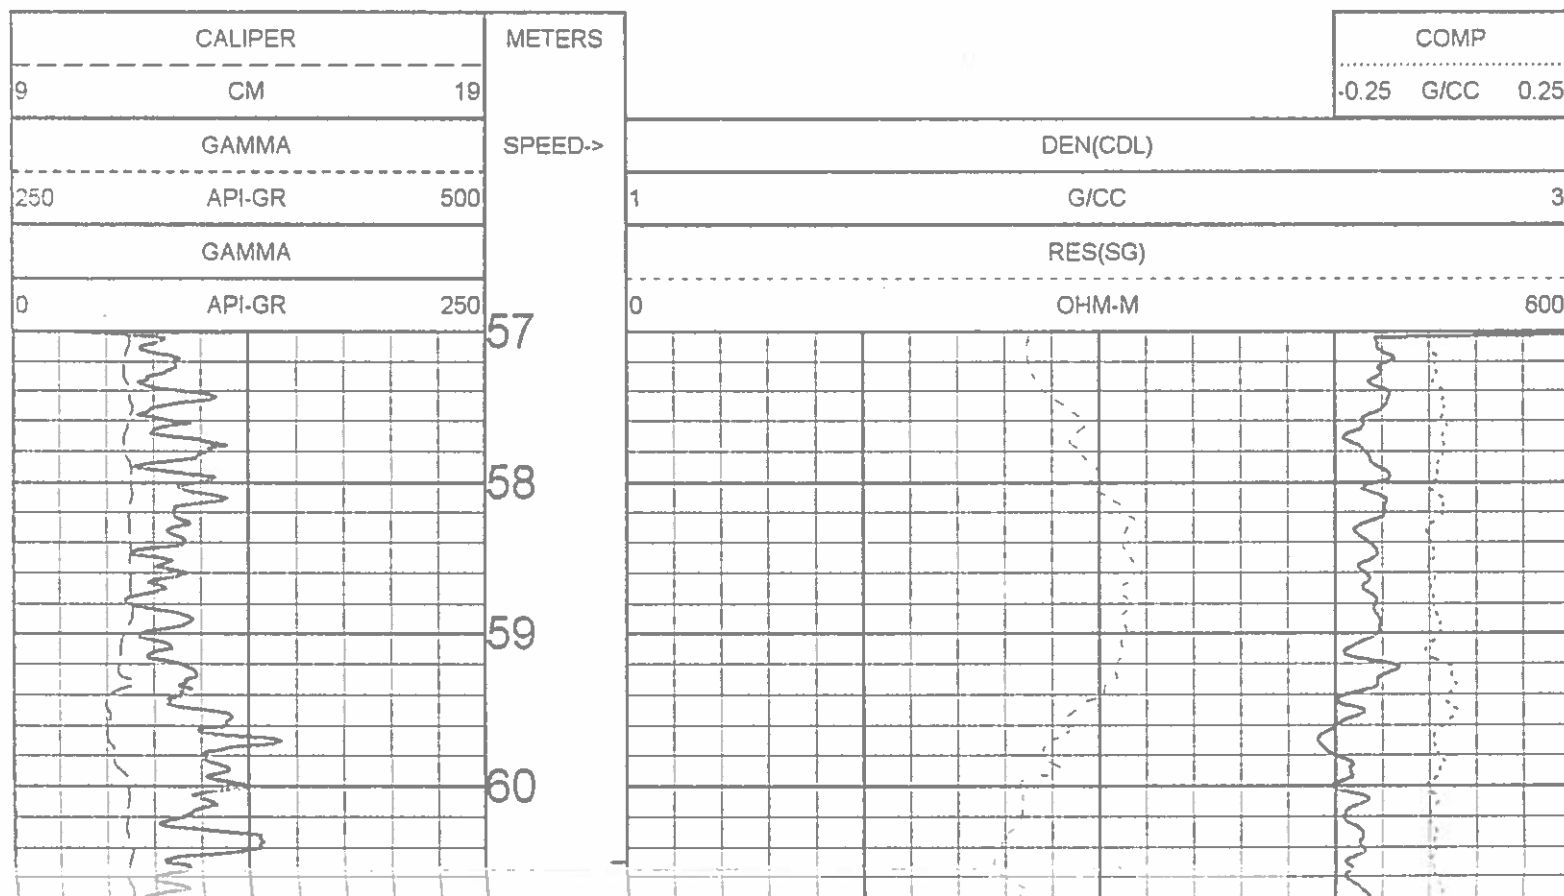 CALIPER
9 CM 19
GAMMA
250 API-GR 500
GAMMA
0 API-GR 250
METERS
SPEED->
COMP
-0.25 G/CC 0.25
DEN(CDL)
1 G/CC 3
RES(SG)
0 OHM-M 600
57
58
59
60